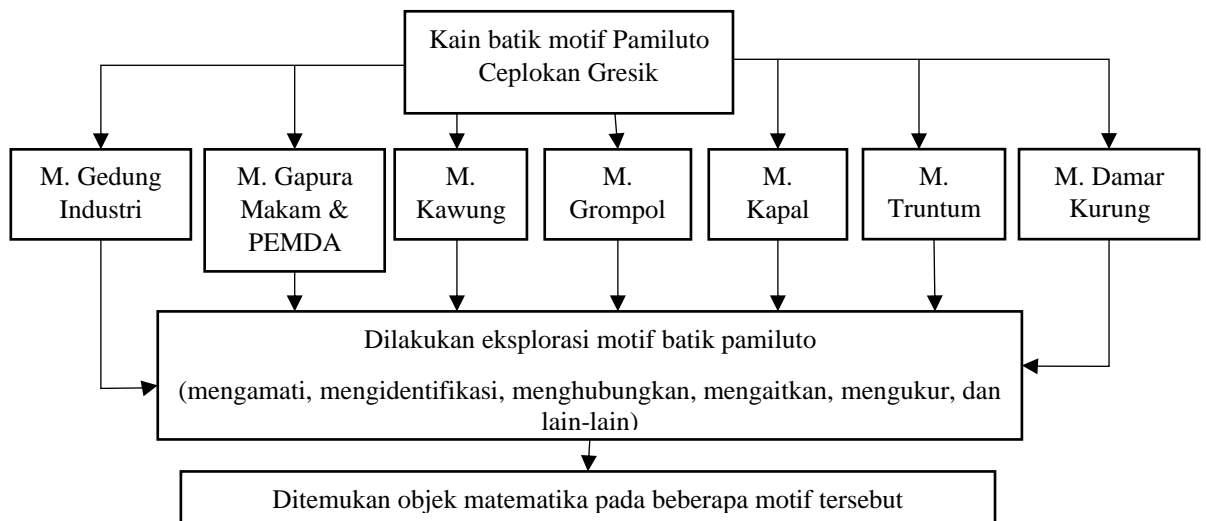 Kain batik motif Pamiluto
Ceplokan Gresik
M. Gedung
Industri
M. Gapura
Makam &
PEMDA
M.
Kawung
M.
Grompol
M.
Kapal
M.
Truntum
M. Damar
Kurung
Dilakukan eksplorasi motif batik pamiluto
(mengamati, mengidentifikasi, menghubungkan, mengaitkan, mengukur, dan
lain-lain)
Ditemukan objek matematika pada beberapa motif tersebut